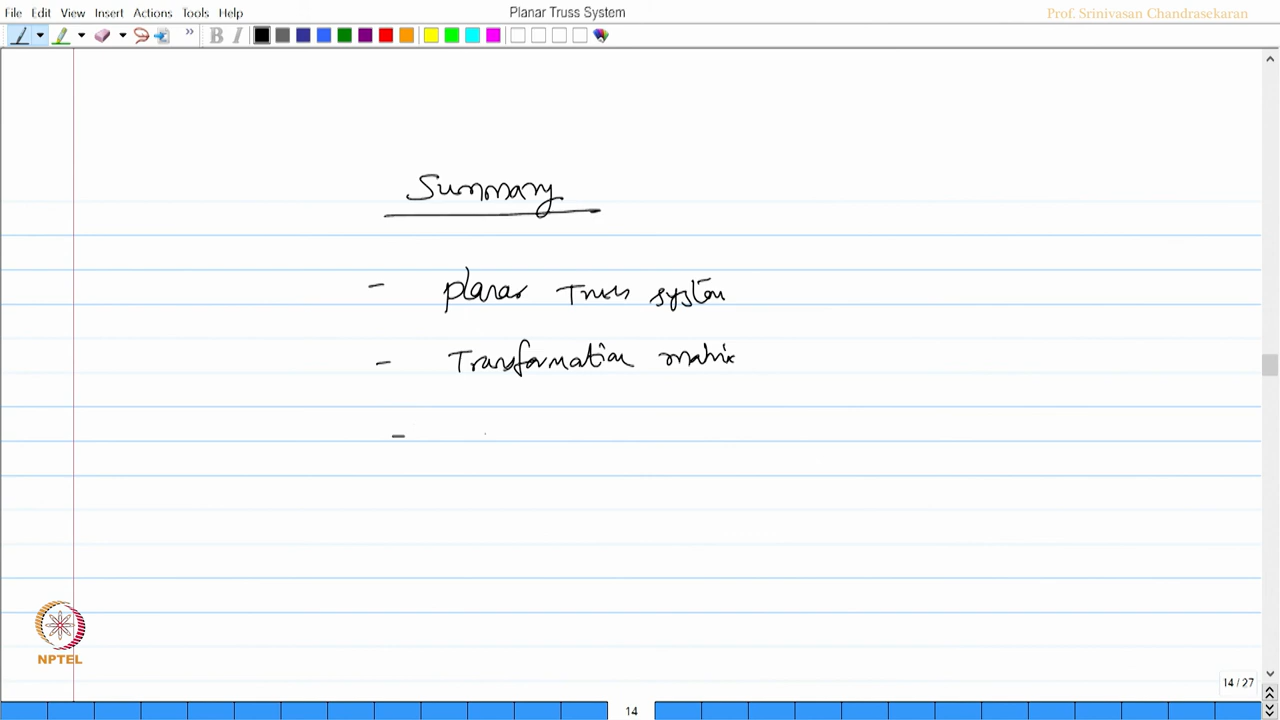 File Edit View Insert Actions Tools Help
Planar Truss System
Prof. Srinivasan Chandrasekaran
B I
Summary
- planar Truss system
- Transformation matrix
-
NPTEL
14 / 27
14